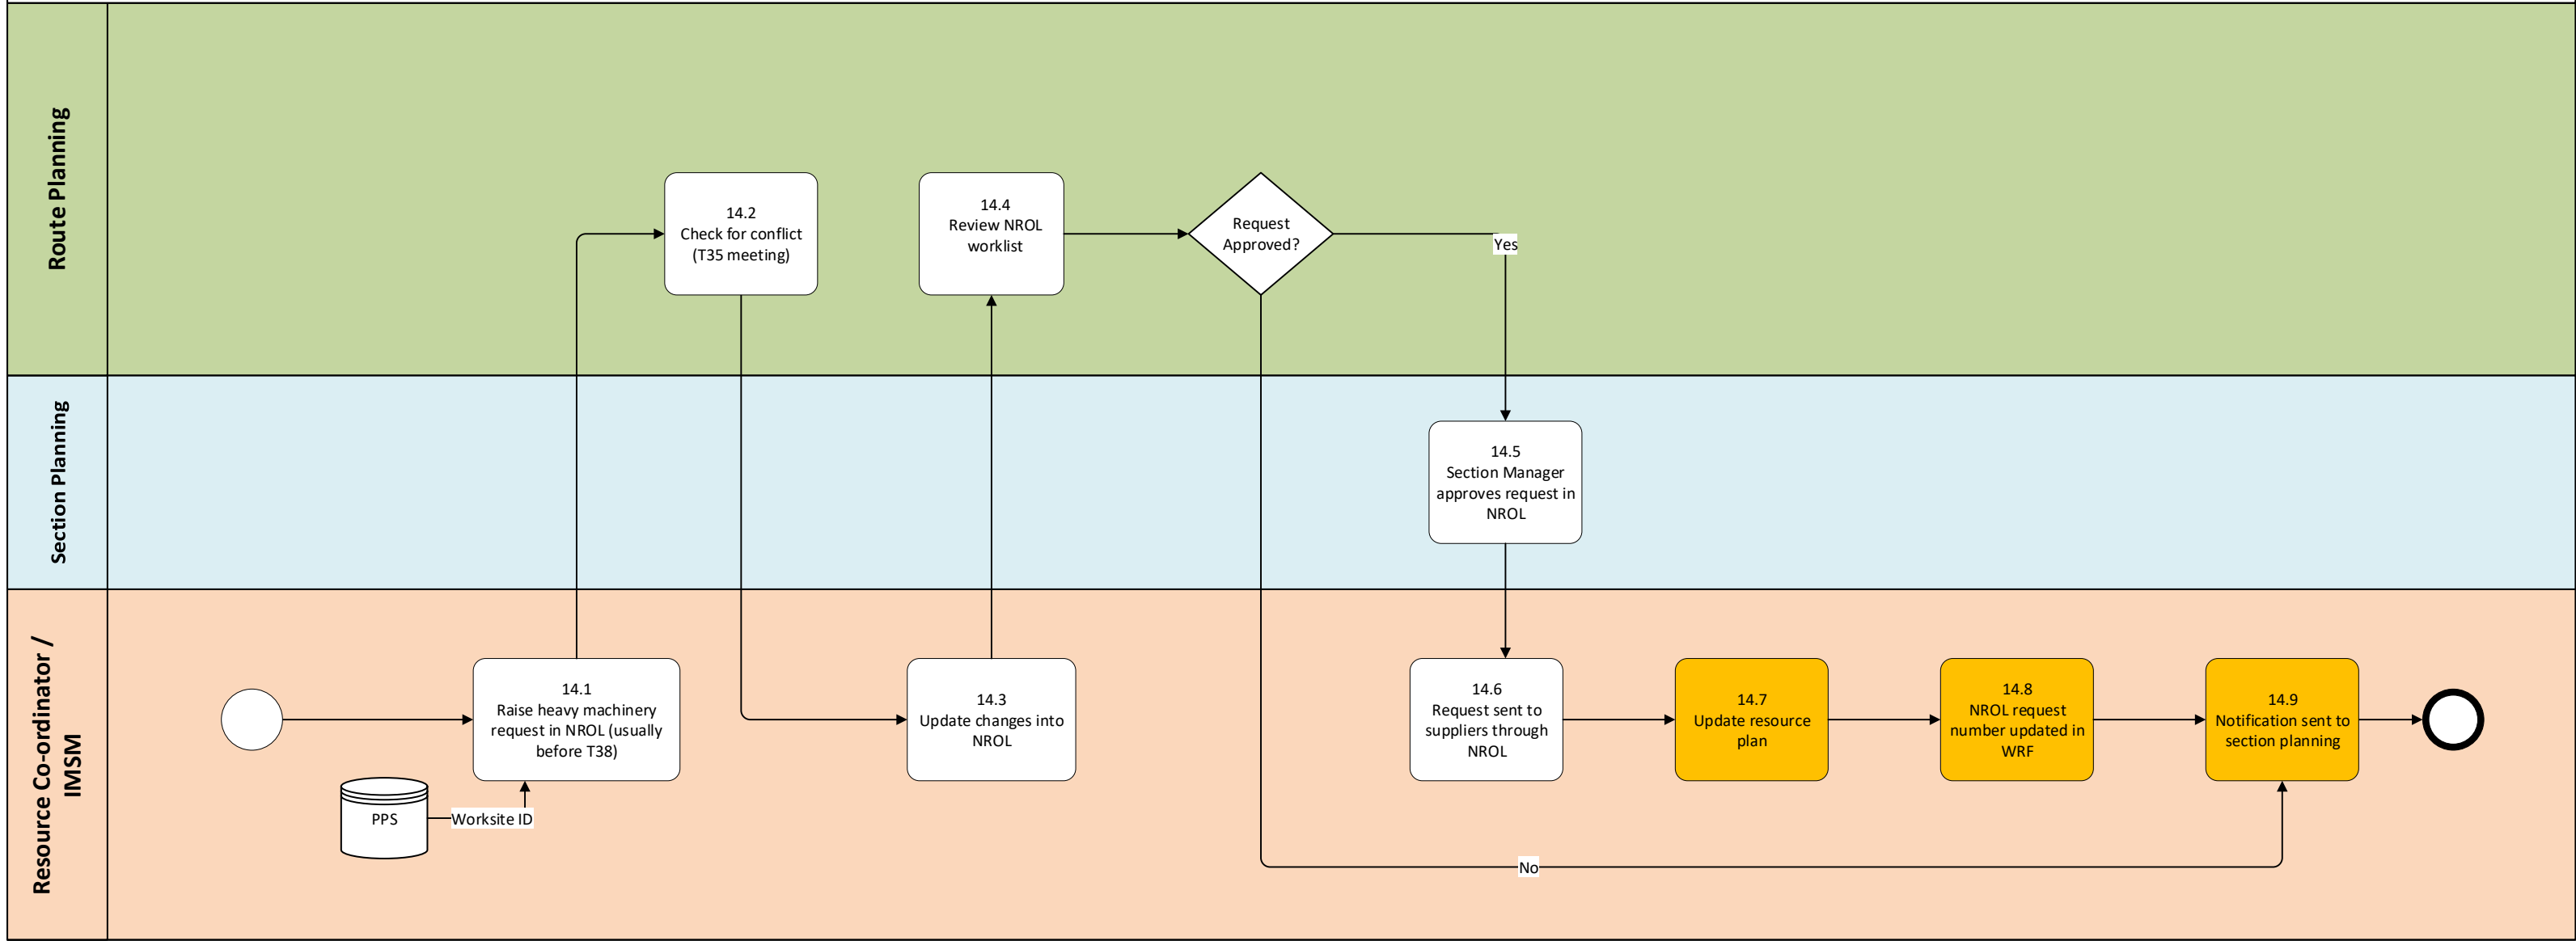 Route Planning
14.2
Check for conflict
(T35 meeting)
14.4
Review NROL
worklist
Request
Approved?
Yes
Section Planning
14.5
Section Manager
approves request in
NROL
Resource Co-ordinator /
IMSM
14.1
Raise heavy machinery
request in NROL (usually
before T38)
PPS
Worksite ID
14.3
Update changes into
NROL
14.6
Request sent to
suppliers through
NROL
14.7
Update resource
plan
14.8
NROL request
number updated in
WRF
14.9
Notification sent to
section planning
No